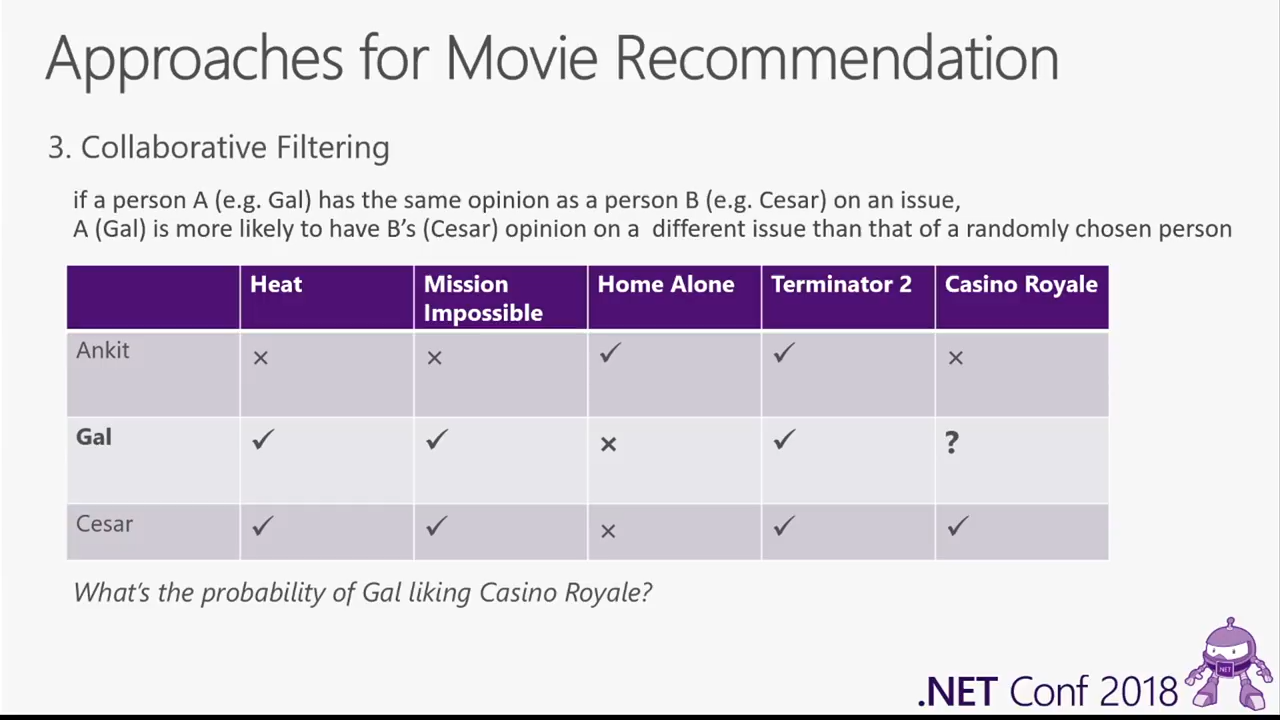 Approaches for Movie Recommendation
3. Collaborative Filtering
if a person A (e.g. Gal) has the same opinion as a person B (e.g. Cesar) on an issue,
A (Gal) is more likely to have B's (Cesar) opinion on a  different issue than that of a randomly chosen person
Heat Mission Impossible Home Alone Terminator 2 Casino Royale
Ankit × × ✓ ✓ ×
Gal ✓ ✓ × ✓ ?
Cesar ✓ ✓ × ✓ ✓
What's the probability of Gal liking Casino Royale?
.NET
.NET Conf 2018